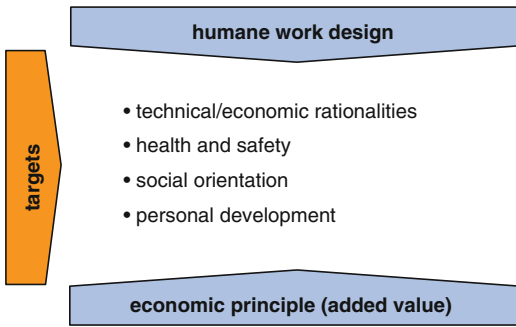 humane work design
targets
• technical/economic rationalities
• health and safety
• social orientation
• personal development
economic principle (added value)